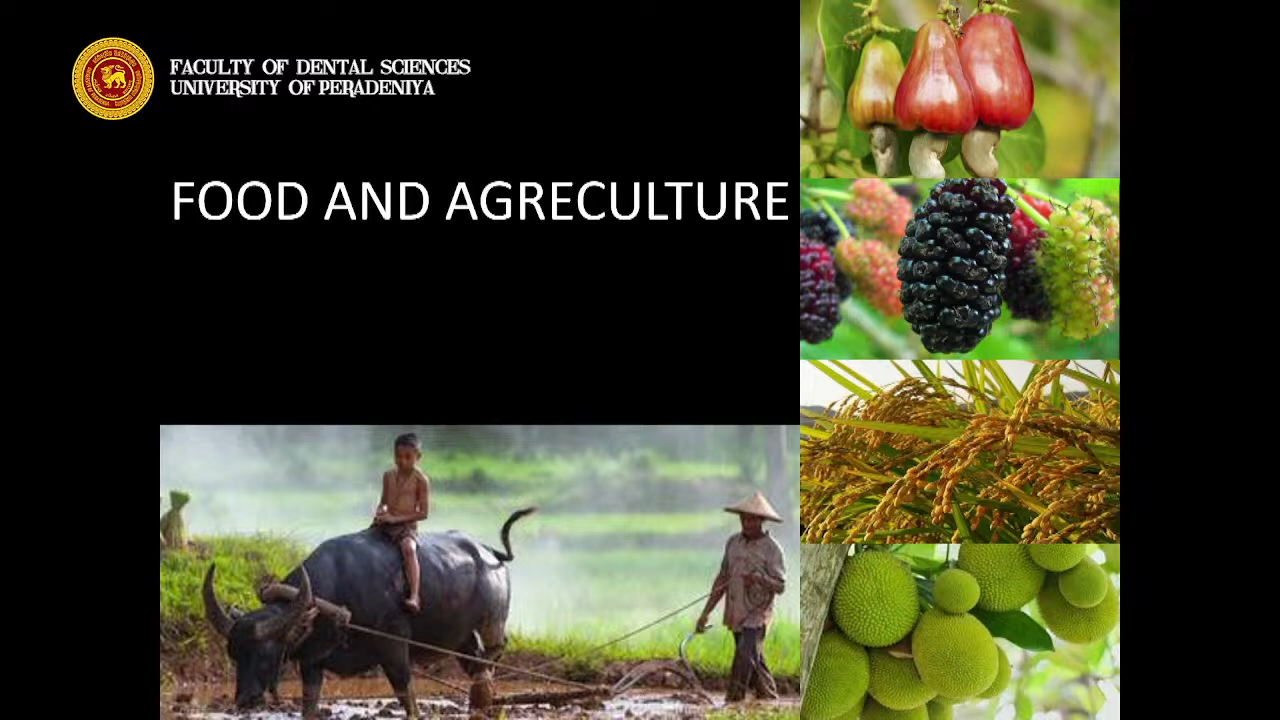 FACULTY OF DENTAL SCIENCES
UNIVERSITY OF PERADENIYA
FOOD AND AGRECULTURE